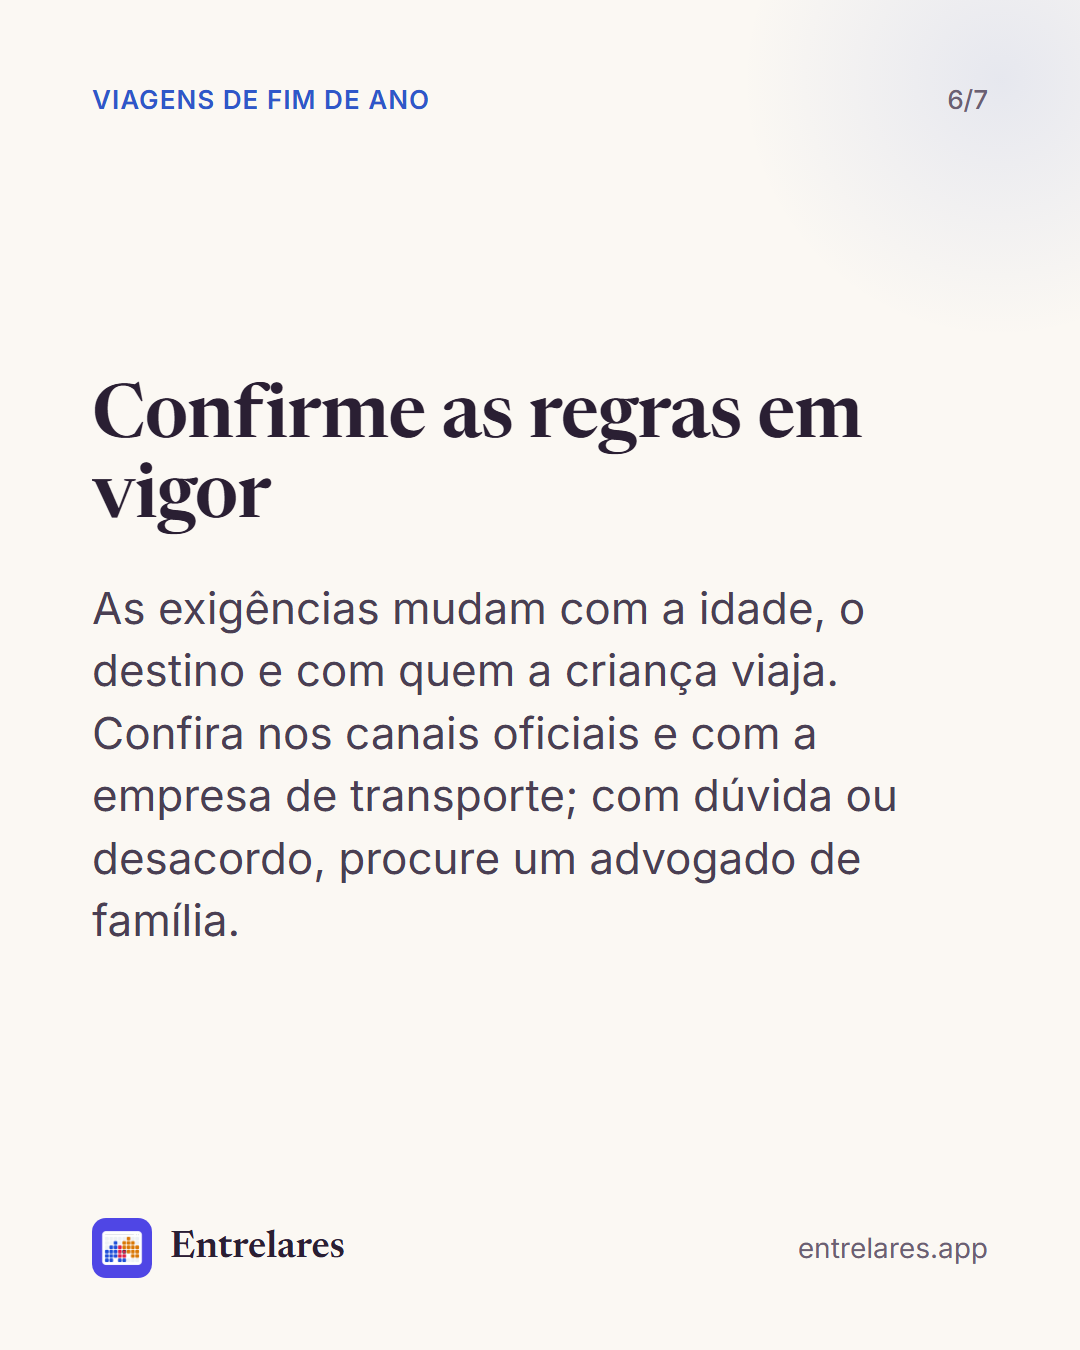 VIAGENS DE FIM DE ANO
6/7
Confirme as regras em
vigor
As exigências mudam com a idade, o
destino e com quem a criança viaja.
Confira nos canais oficiais e com a
empresa de transporte; com dúvida ou
desacordo, procure um advogado de
família.
Entrelares
entrelares.app